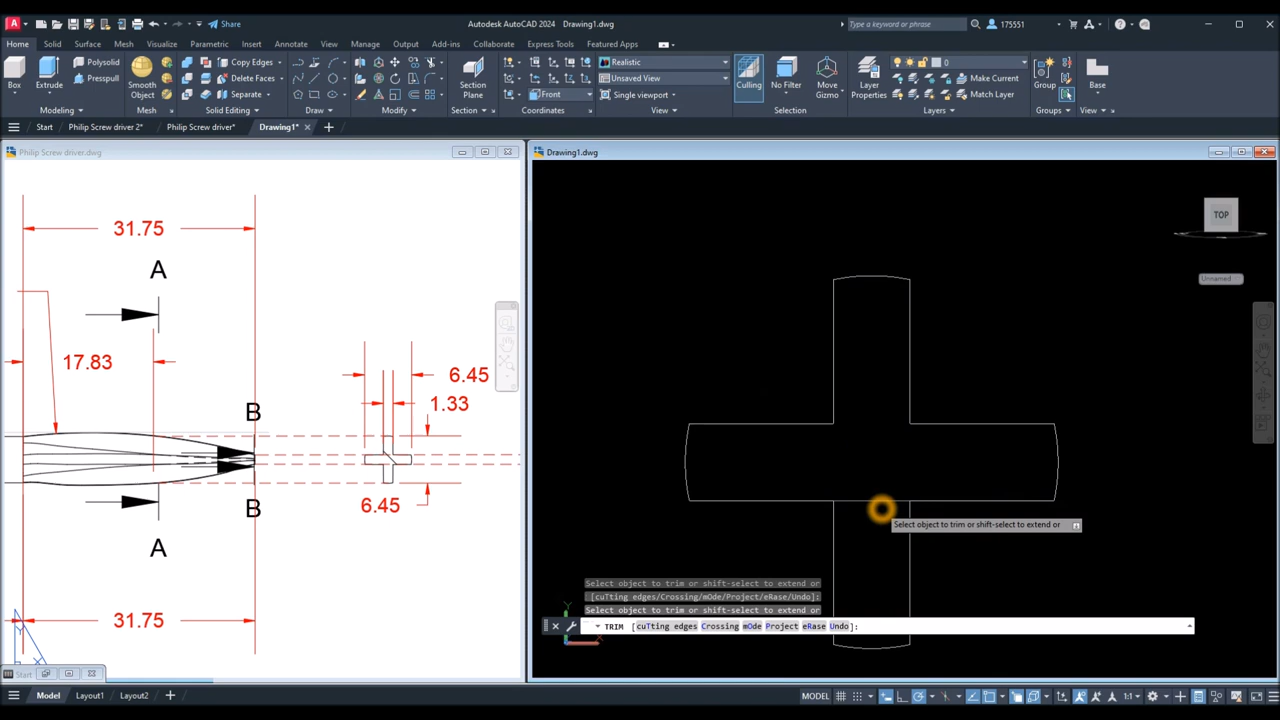 Share
Autodesk AutoCAD 2024 Drawing1.dwg
Type a keyword or phrase
175551
Home Solid Surface Mesh Visualize Parametric Insert Annotate View Manage Output Add-ins Collaborate Express Tools Featured Apps
Polysolid
Presspull
Box
Extrude
Smooth Object
Copy Edges
Delete Faces
Separate
Section Plane
Front
Realistic
Unsaved View
Single viewport
Culling
No Filter
Move Gizmo
Layer Properties
0
Make Current
Match Layer
Group
Base
Modeling Mesh Solid Editing Draw Modify Section Coordinates View Selection Layers Groups View
Start Philip Screw driver 2* Philip Screw driver* Drawing1*
Philip Screw driver.dwg
Drawing1.dwg
TOP
Unnamed
31.75
A
17.83
6.45
1.33
B
6.45
B
A
31.75
Y
X
Select object to trim or shift-select to extend or
Select object to trim or shift-select to extend or
[cuTting edges/Crossing/mOde/Project/eRase/Undo]:
Select object to trim or shift-select to extend or
TRIM [cuTting edges Crossing mOde Project eRase Undo]:
Start
Model Layout1 Layout2
MODEL
1:1